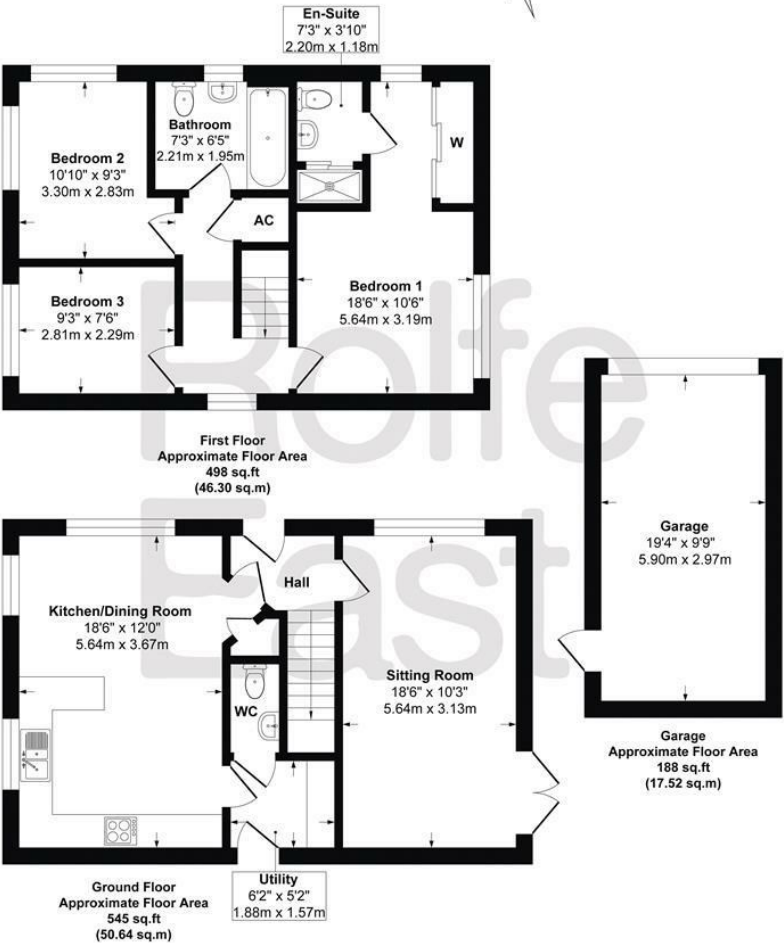 En-Suite
7'3" x 3'10"
2.20m x 1.18m
Bathroom
7'3" x 6'5"
2.21m x 1.95m
Bedroom 2
10'10" x 9'3"
3.30m x 2.83m
W
AC
Bedroom 1
18'6" x 10'6"
5.64m x 3.19m
Bedroom 3
9'3" x 7'6"
2.81m x 2.29m
Rolfe
East
First Floor
Approximate Floor Area
498 sq.ft
(46.30 sq.m)
Garage
19'4" x 9'9"
5.90m x 2.97m
Hall
Kitchen/Dining Room
18'6" x 12'0"
5.64m x 3.67m
Sitting Room
18'6" x 10'3"
5.64m x 3.13m
WC
Garage
Approximate Floor Area
188 sq.ft
(17.52 sq.m)
Utility
6'2" x 5'2"
1.88m x 1.57m
Ground Floor
Approximate Floor Area
545 sq.ft
(50.64 sq.m)